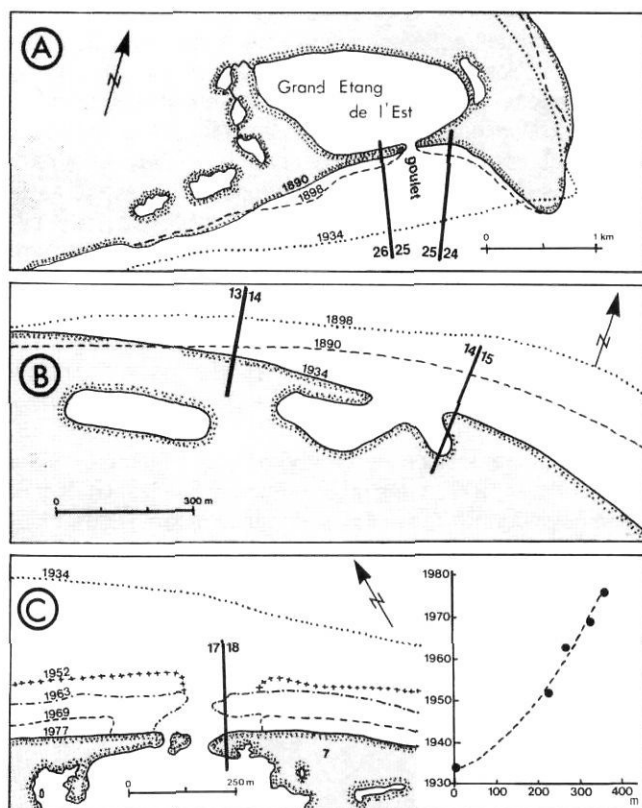 A
N
Grand Etang
de l'Est
goulet
1890
1898
1934
26 25
25 24
0 1 km
B
13 14
1898
1890
1934
14 15
N
0 300 m
C
1934
N
1952
1963
1969
1977
17 18
7
0 250 m
1980
1970
1960
1950
1940
1930
0 100 200 300 400
m